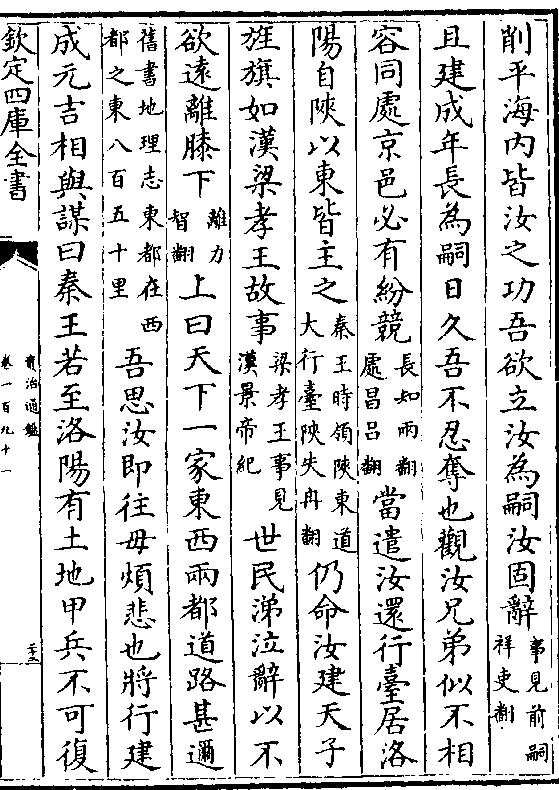 削平海内皆汝之功吾欲立汝為嗣汝固辭事見前嗣祥吏翻
且建成年長為嗣日久吾不忍奪也觀汝兄弟似不相
容同處京邑必有紛競長知兩翻處昌呂翻當遣汝還行臺居洛
陽自陜以東皆主之秦王時領陜東道大行臺陜失冉翻仍命汝建天子
旌旗如漢梁孝王故事梁孝王事見漢景帝紀世民涕泣辭以不
欲逺離膝下離力智翻上曰天下一家東西兩都道路甚邇
舊書地理志東都在西都之東八百五十里吾思汝即往毋煩悲也將行建
成元吉相與謀曰秦王若至洛陽有土地甲兵不可復
欽定四庫全書
資治通鑑
卷一百九十一